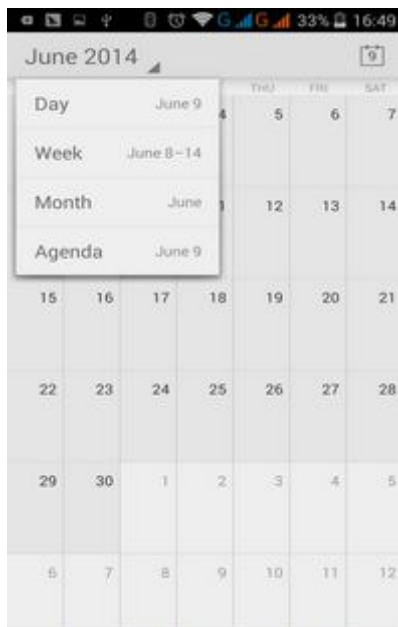 G G 33% 16:49
June 2014 9
THU FRI SAT
Day June 9 4 5 6 7
Week June 8–14
Month June 1 12 13 14
Agenda June 9
15 16 17 18 19 20 21
22 23 24 25 26 27 28
29 30 1 2 3 4 5
6 7 8 9 10 11 12